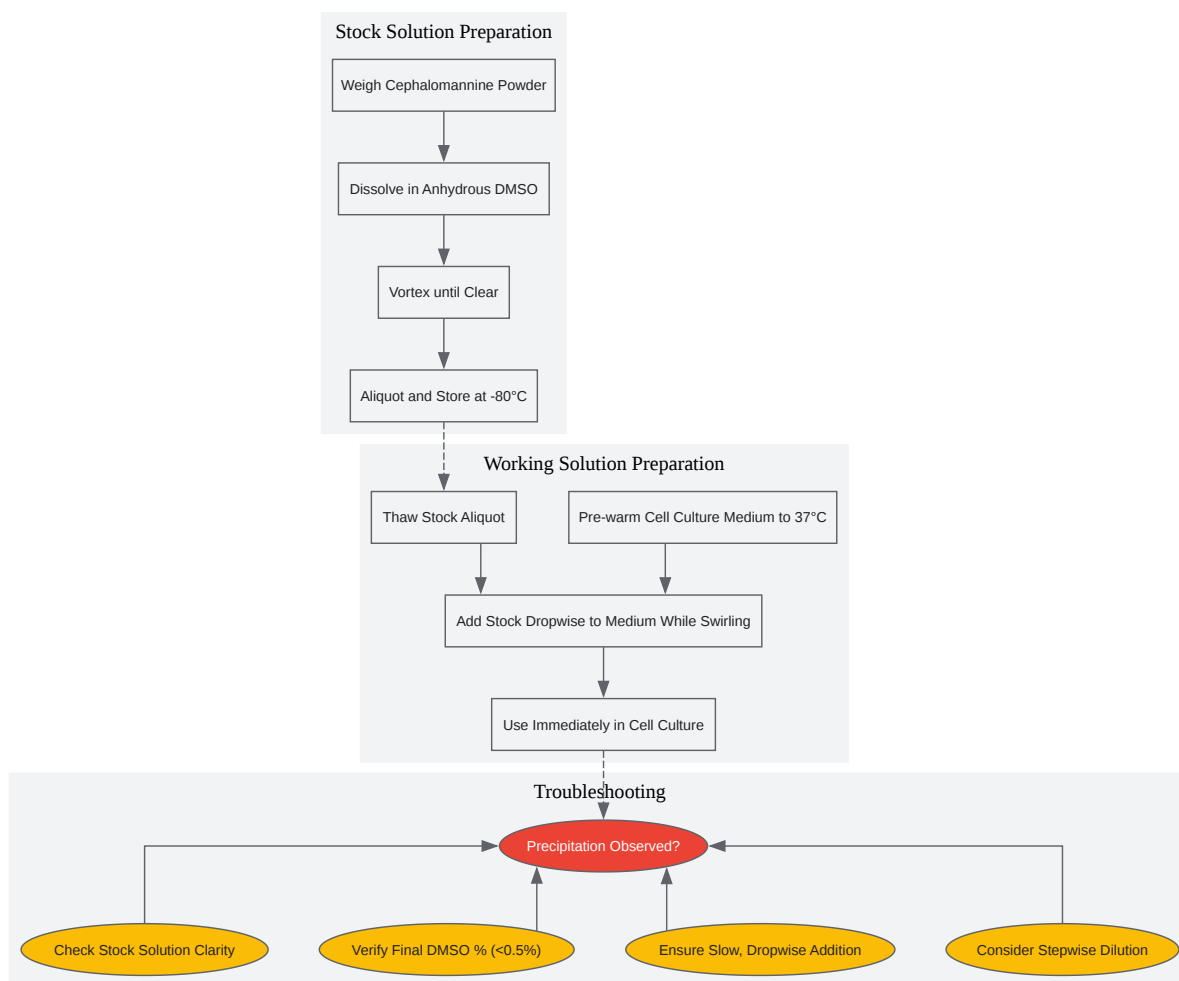 Stock Solution Preparation
Weigh Cephalomannine Powder
Dissolve in Anhydrous DMSO
Vortex until Clear
Aliquot and Store at -80°C
Working Solution Preparation
Thaw Stock Aliquot
Pre-warm Cell Culture Medium to 37°C
Add Stock Dropwise to Medium While Swirling
Use Immediately in Cell Culture
Troubleshooting
Precipitation Observed?
Check Stock Solution Clarity
Verify Final DMSO % (<0.5%)
Ensure Slow, Dropwise Addition
Consider Stepwise Dilution